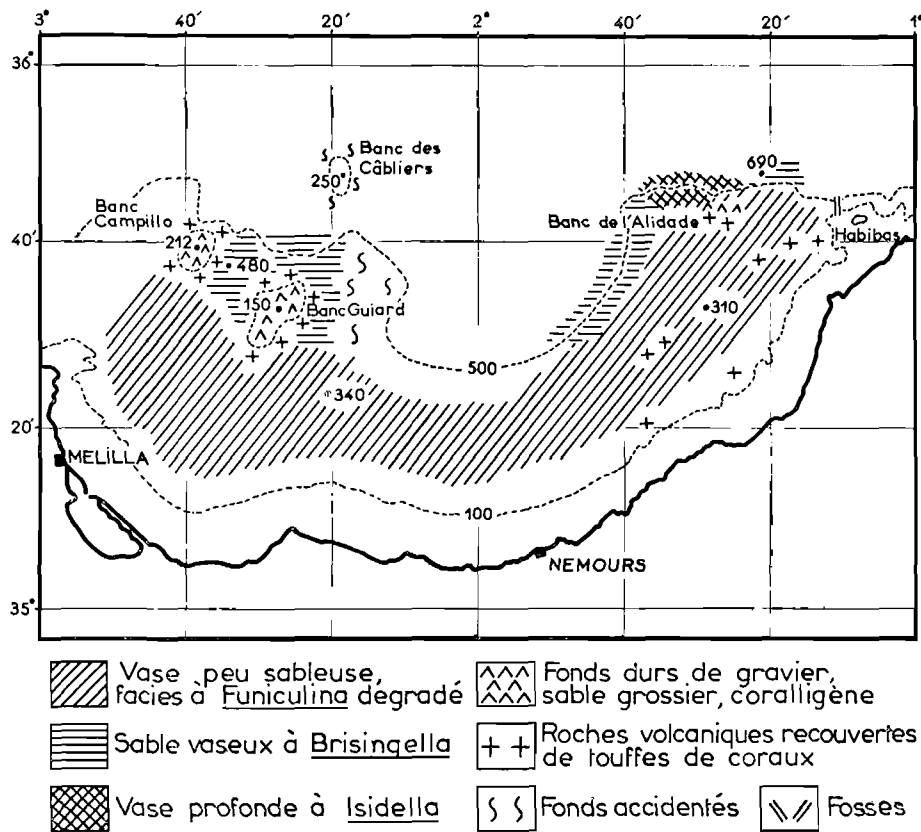 3° 40′ 20′ 2° 40′ 20′ 1°
36°
Banc des
Câbliers
250
690
Banc
Campillo
Banc de l'Alidade
Habibas
40′
212
480
150
Banc Guiard
310
500
340
20′
MELILLA
100
NEMOURS
35°
Vase peu sableuse,
facies à Funiculina dégradé
Fonds durs de gravier,
sable grossier, coralligène
Sable vaseux à Brisingella
Roches volcaniques recouvertes
de touffes de coraux
Vase profonde à Isidella
Fonds accidentés
Fosses